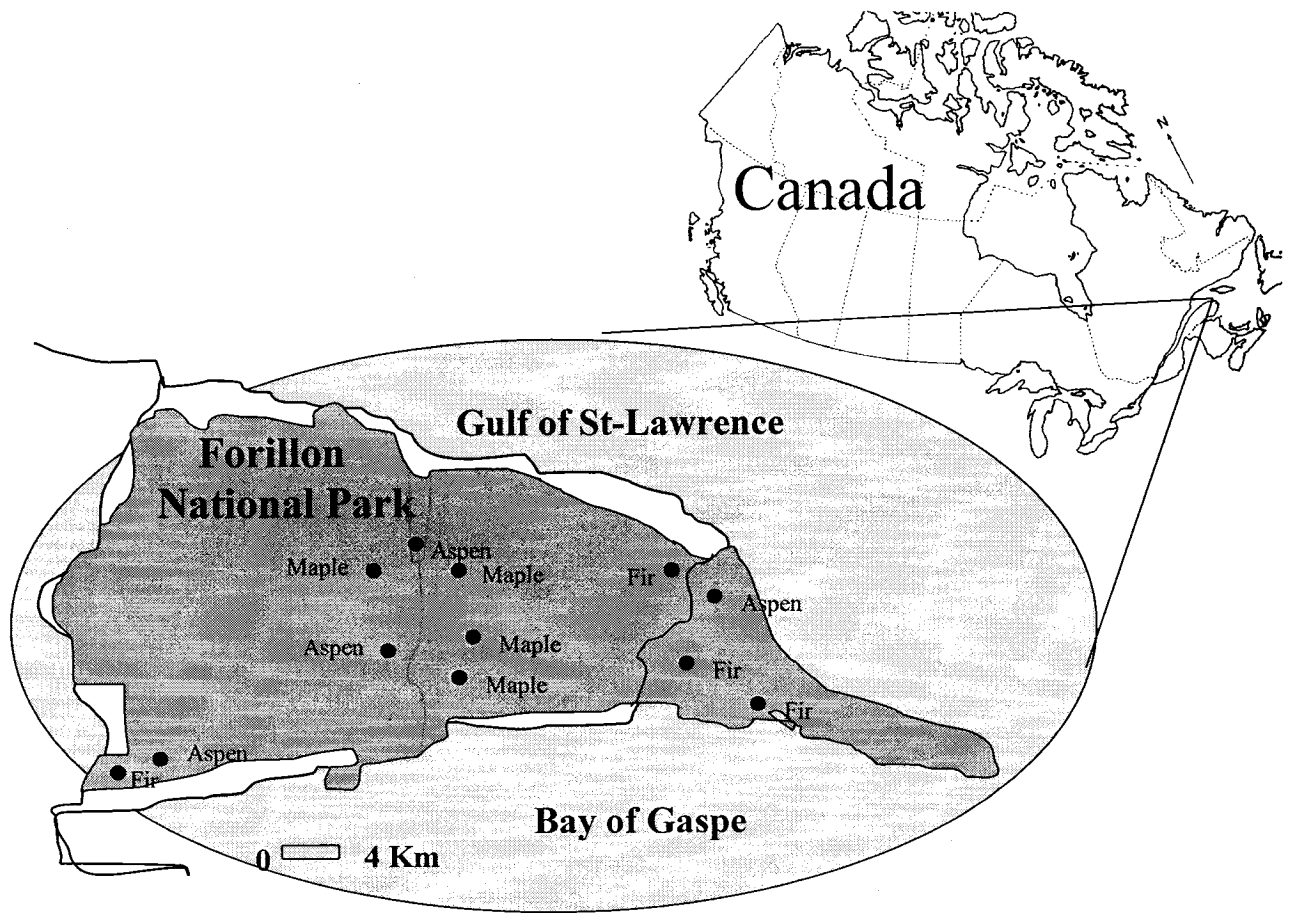 N
Canada
Gulf of St-Lawrence
Forillon
National Park
Aspen
Maple
Maple
Fir
Aspen
Maple
Aspen
Fir
Maple
Fir
Aspen
Fir
Bay of Gaspe
0 4 Km